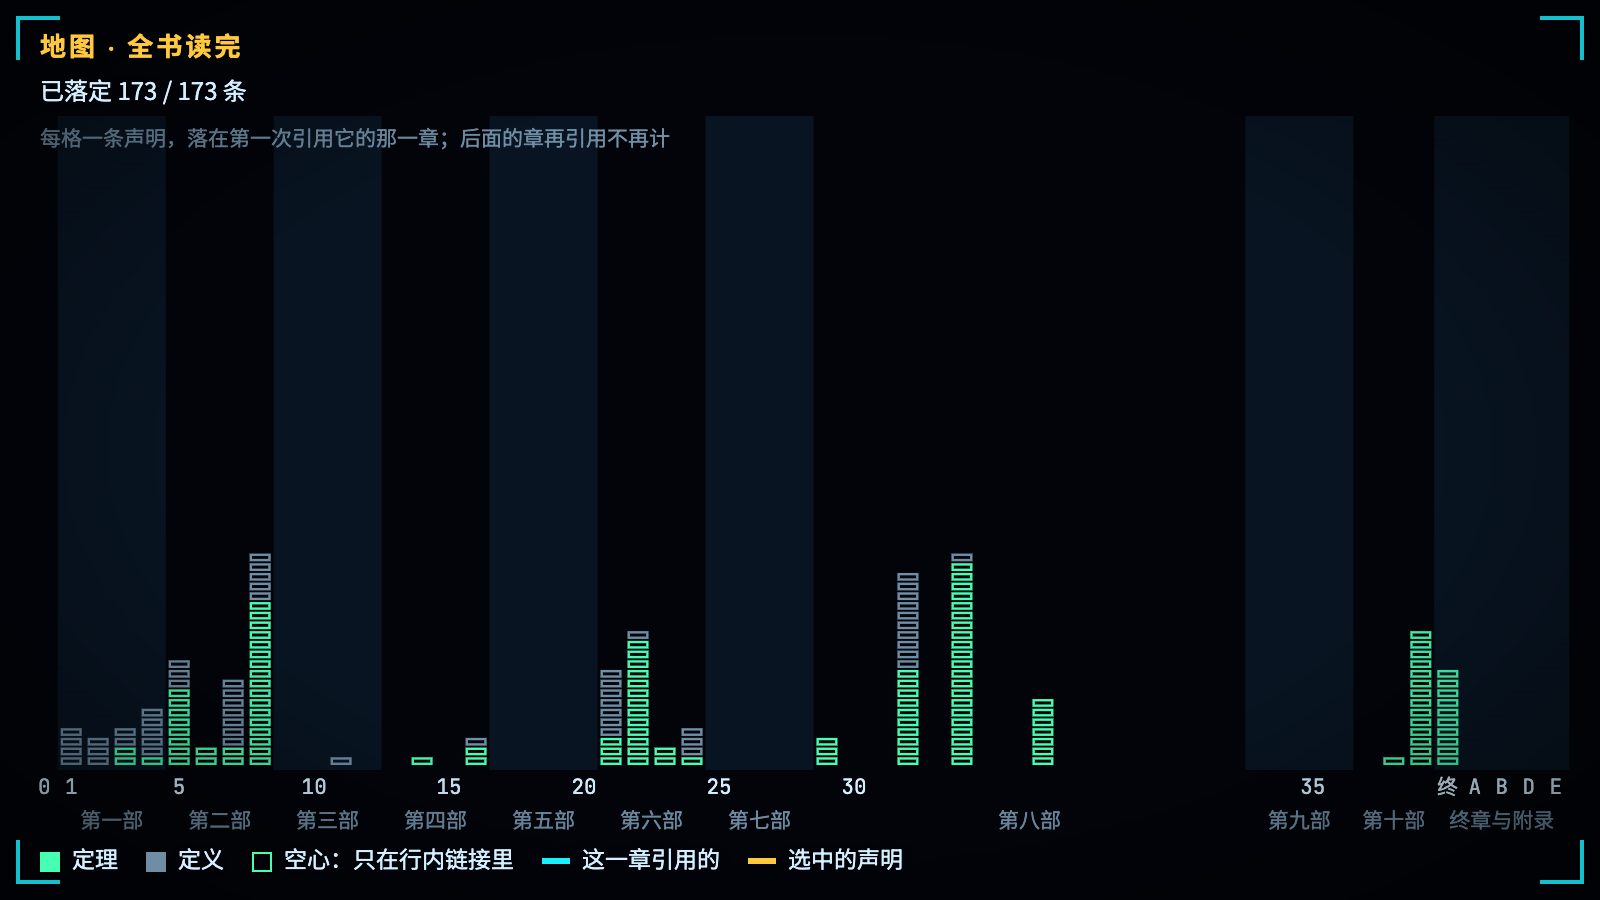 地图 · 全书读完
已落定 173 / 173 条
每格一条声明，落在第一次引用它的那一章；后面的章再引用不再计
0 1 5 10 15 20 25 30 35 终 A B D E
第一部 第二部 第三部 第四部 第五部 第六部 第七部 第八部 第九部 第十部 终章与附录
定理 定义 空心：只在行内链接里 这一章引用的 选中的声明